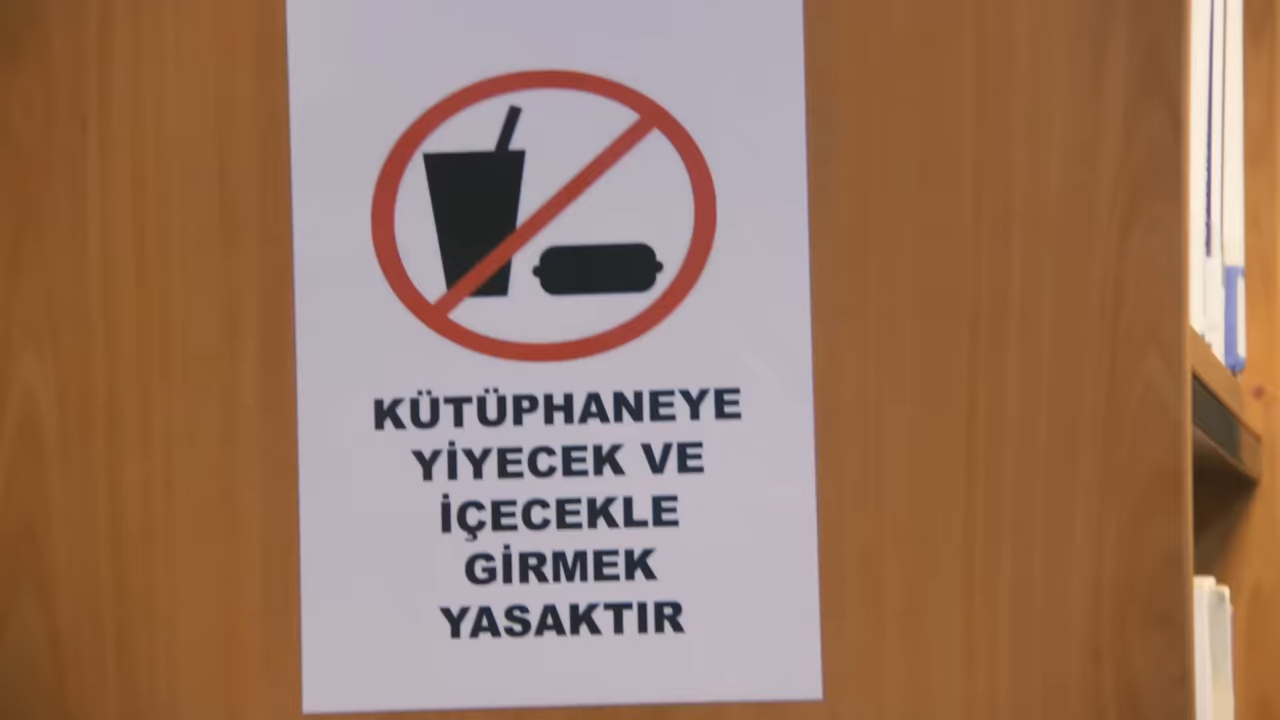 KÜTÜPHANEYE
YİYECEK VE
İÇECEKLE
GİRMEK
YASAKTIR